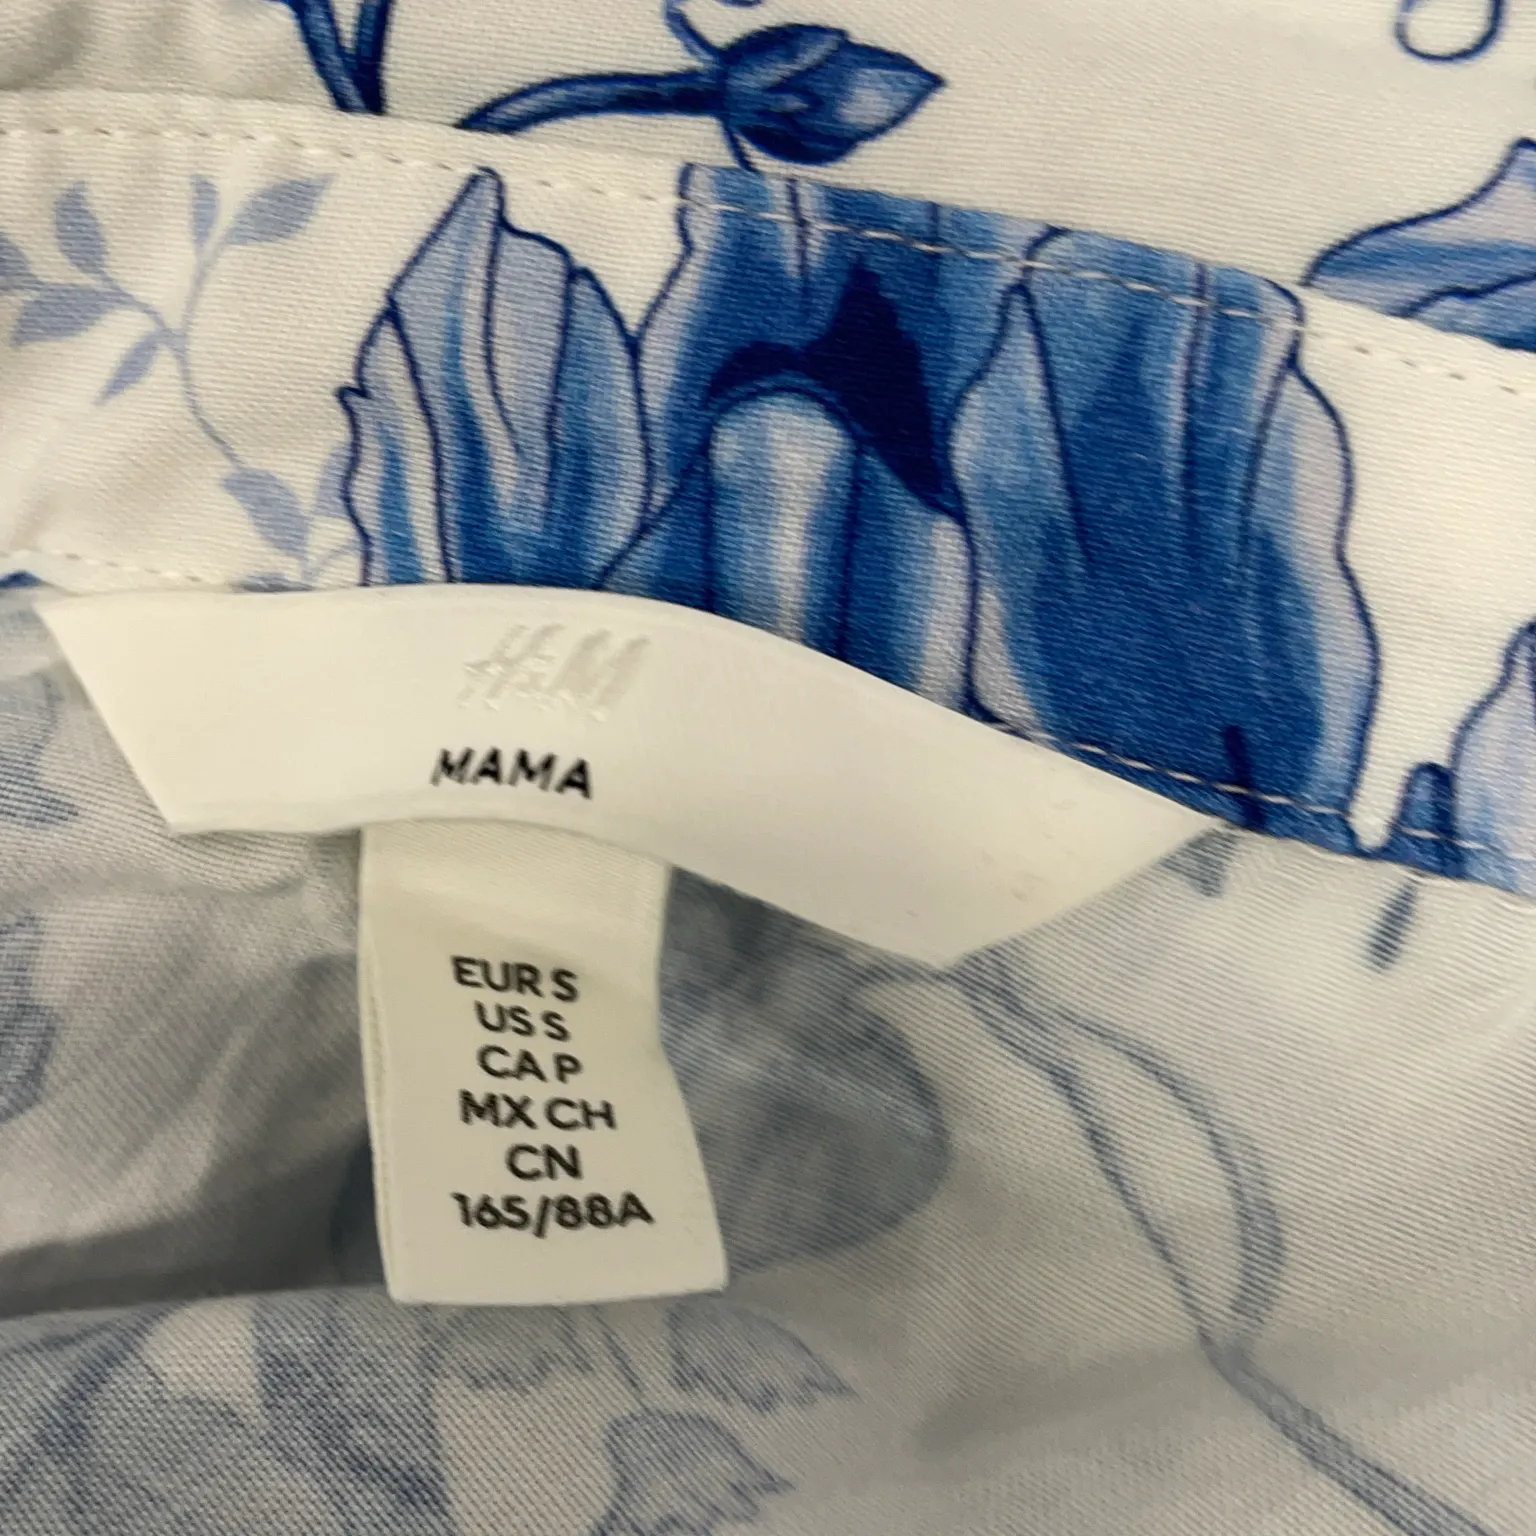 H&M
MAMA
EUR S
US S
CA P
MX CH
CN
165/88A